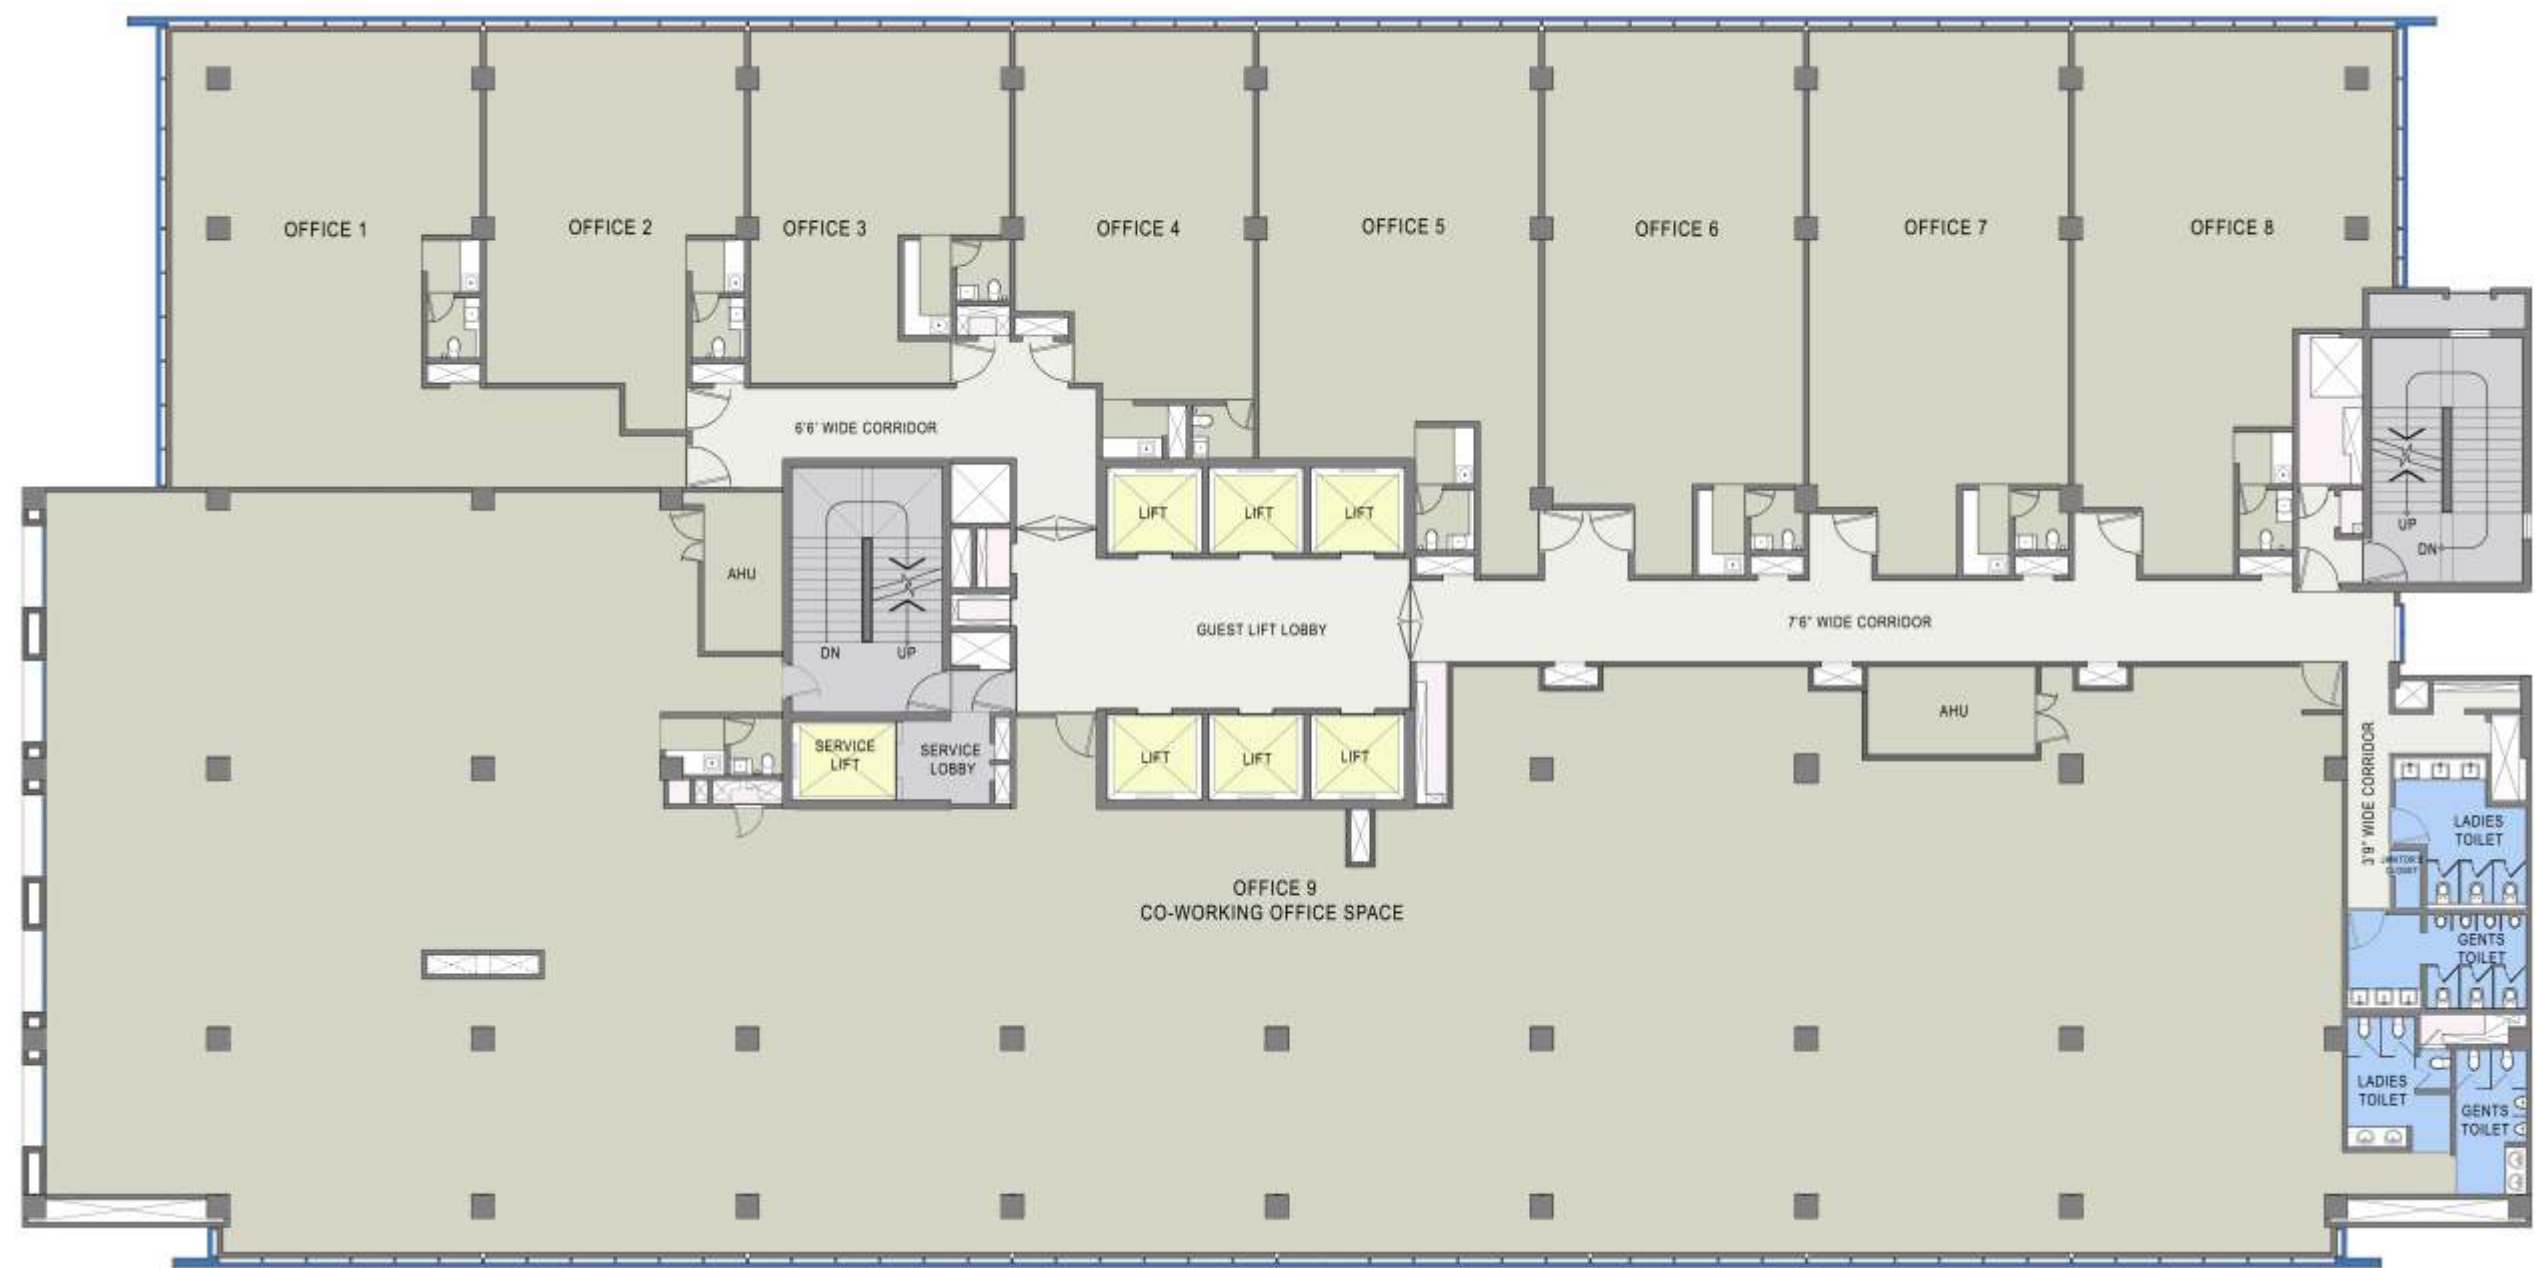 OFFICE 1
OFFICE 2
OFFICE 3
OFFICE 4
OFFICE 5
OFFICE 6
OFFICE 7
OFFICE 8
6'6' WIDE CORRIDOR
LIFT
LIFT
LIFT
UP
DN
AHU
DN
UP
GUEST LIFT LOBBY
7'6" WIDE CORRIDOR
AHU
SERVICE
LIFT
SERVICE
LOBBY
LIFT
LIFT
LIFT
3'9" WIDE CORRIDOR
LADIES
TOILET
JANITOR'S
CLOSET
OFFICE 9
CO-WORKING OFFICE SPACE
GENTS
TOILET
LADIES
TOILET
GENTS
TOILET